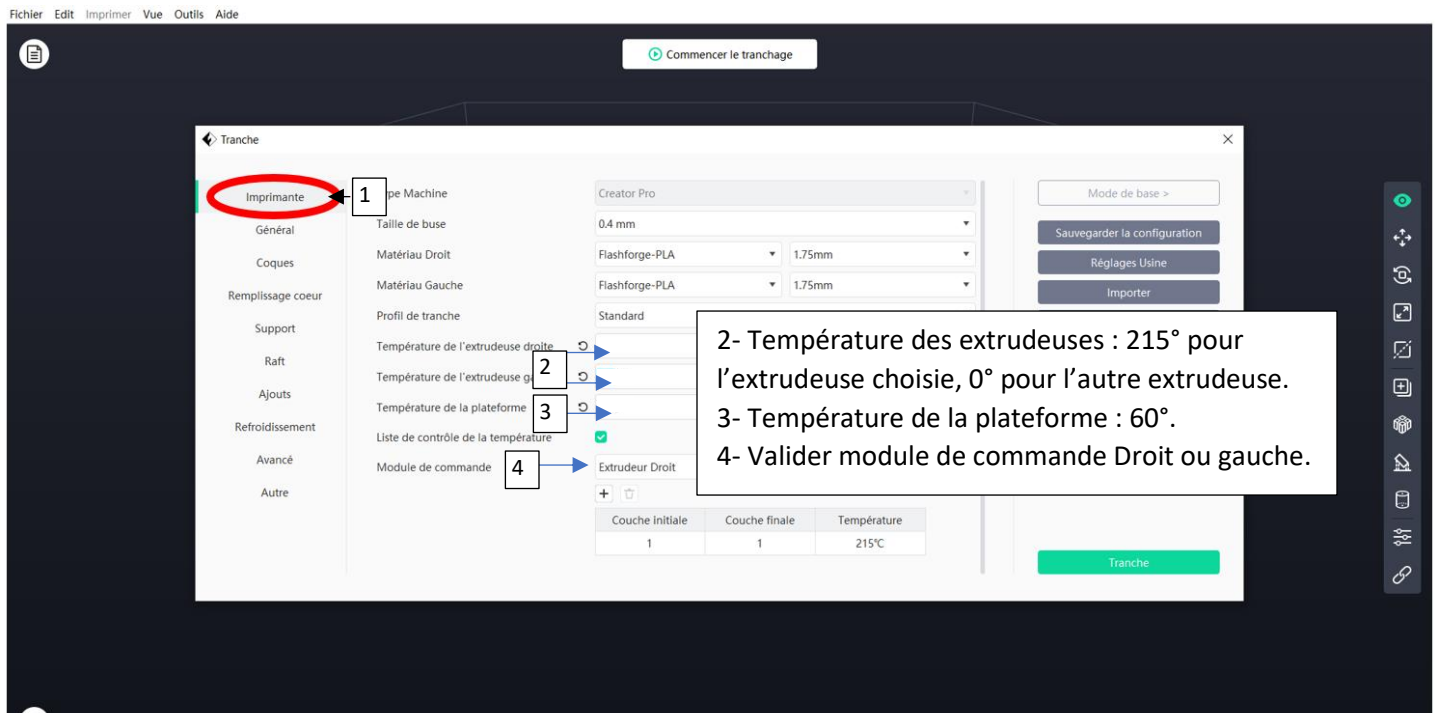 Fichier Edit Imprimer Vue Outils Aide
Commencer le tranchage
Tranche
Imprimante
1
pe Machine
Creator Pro
Mode de base >
Général
Taille de buse
0.4 mm
Sauvegarder la configuration
Coques
Matériau Droit
Flashforge-PLA
1.75mm
Réglages Usine
Remplissage coeur
Matériau Gauche
Flashforge-PLA
1.75mm
Importer
Support
Profil de tranche
Standard
Raft
Température de l'extrudeuse droite
2
Température de l'extrudeuse g
Ajouts
Température de la plateforme
3
Refroidissement
Liste de contrôle de la température
Avancé
Module de commande
4
Extrudeur Droit
Autre
2- Température des extrudeuses : 215° pour
l’extrudeuse choisie, 0° pour l’autre extrudeuse.
3- Température de la plateforme : 60°.
4- Valider module de commande Droit ou gauche.
Couche initiale Couche finale Température
1 1 215℃
Tranche